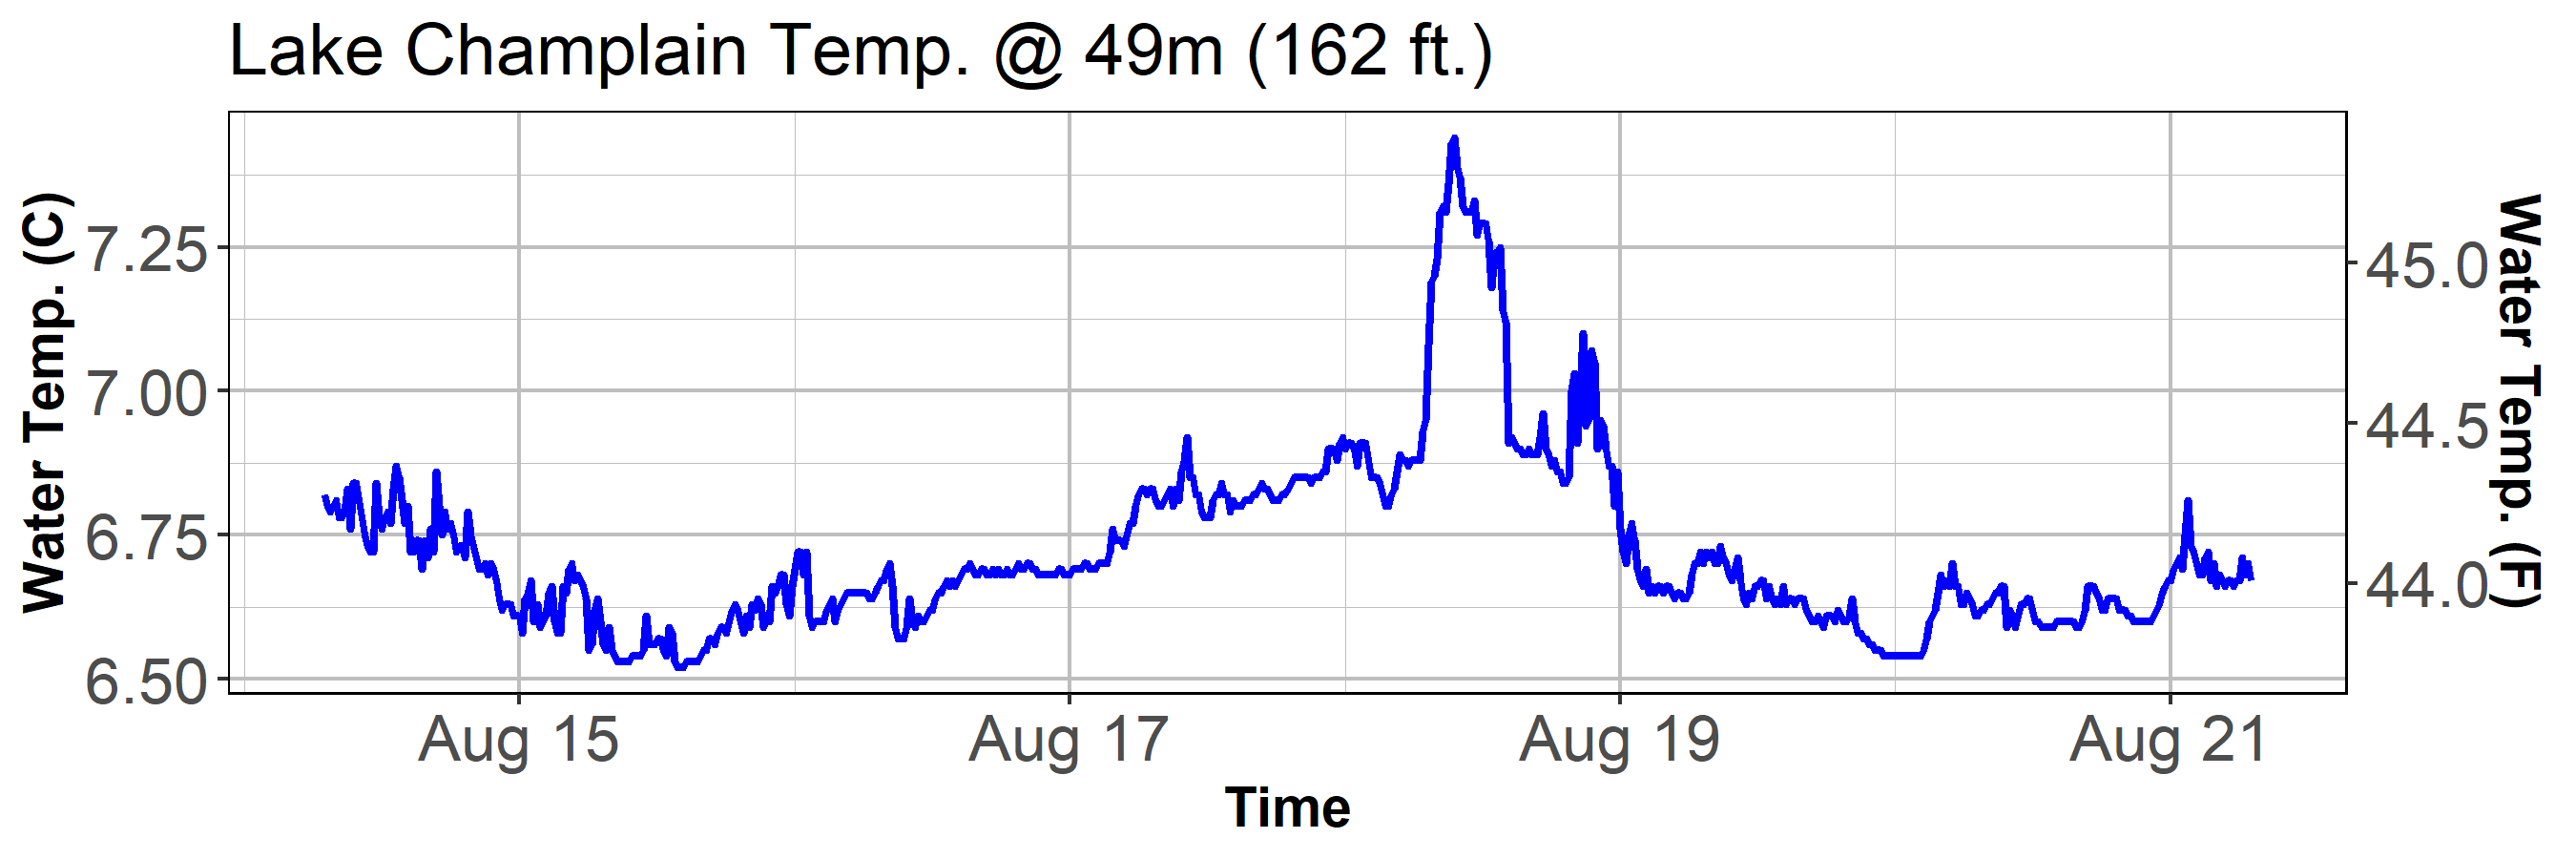 Lake Champlain Temp. @ 49m (162 ft.)
Water Temp. (C)
7.25
7.00
6.75
6.50
45.0
44.5
44.0
Water Temp. (F)
Aug 15
Aug 17
Aug 19
Aug 21
Time